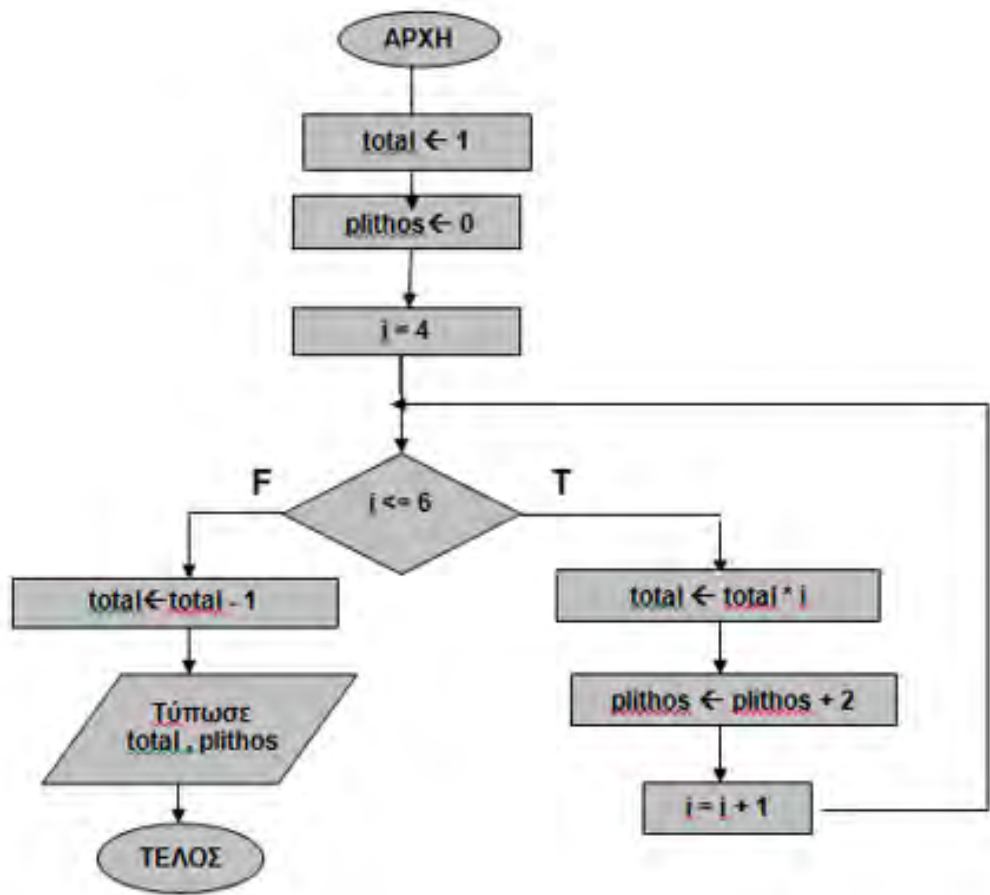 ΑΡΧΗ
total ← 1
plithos ← 0
i = 4
F
T
i <= 6
total ← total - 1
total ← total * i
Τύπωσε
total , plithos
plithos ← plithos + 2
i = i + 1
ΤΕΛΟΣ